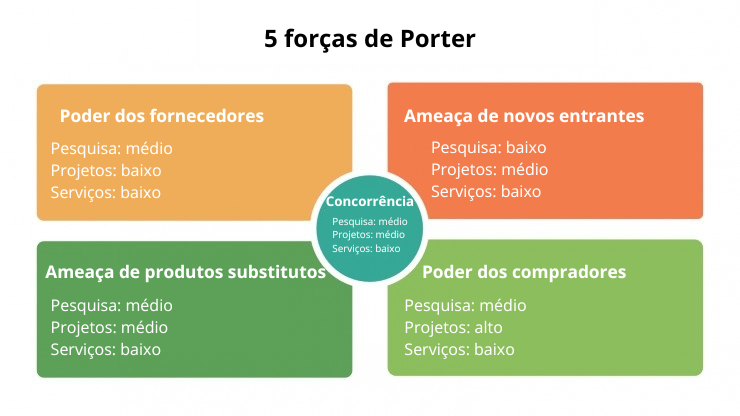 5 forças de Porter
Poder dos fornecedores
Pesquisa: médio
Projetos: baixo
Serviços: baixo
Ameaça de novos entrantes
Pesquisa: baixo
Projetos: médio
Serviços: baixo
Concorrência
Pesquisa: médio
Projetos: médio
Serviços: baixo
Ameaça de produtos substitutos
Pesquisa: médio
Projetos: médio
Serviços: baixo
Poder dos compradores
Pesquisa: médio
Projetos: alto
Serviços: baixo